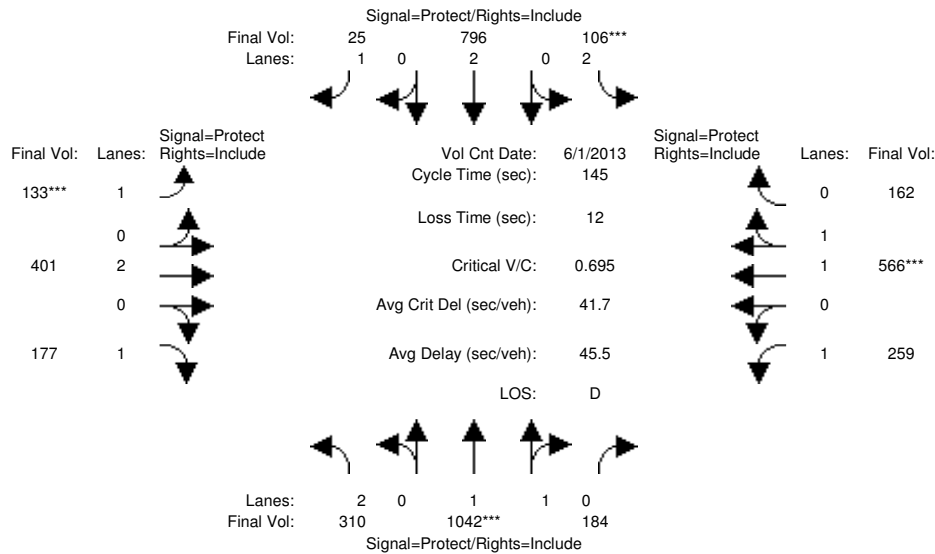 Signal=Protect/Rights=Include
Final Vol: 25 796 106***
Lanes: 1 0 2 0 2
Signal=Protect
Final Vol: Lanes: Rights=Include
Vol Cnt Date: 6/1/2013
Signal=Protect
Rights=Include Lanes: Final Vol:
Cycle Time (sec): 145
133*** 1
0 162
Loss Time (sec): 12
0
1
401 2
Critical V/C: 0.695
1 566***
0
Avg Crit Del (sec/veh): 41.7
0
177 1
Avg Delay (sec/veh): 45.5
1 259
LOS: D
Lanes: 2 0 1 1 0
Final Vol: 310 1042*** 184
Signal=Protect/Rights=Include